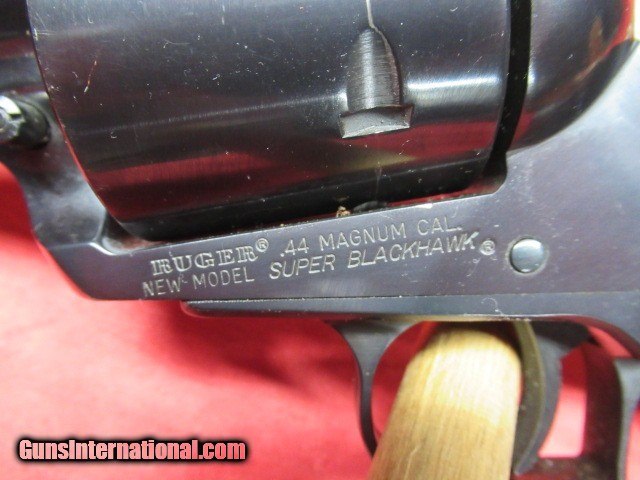 RUGER® .44 MAGNUM CAL.
NEW MODEL SUPER BLACKHAWK®
GunsInternational.com